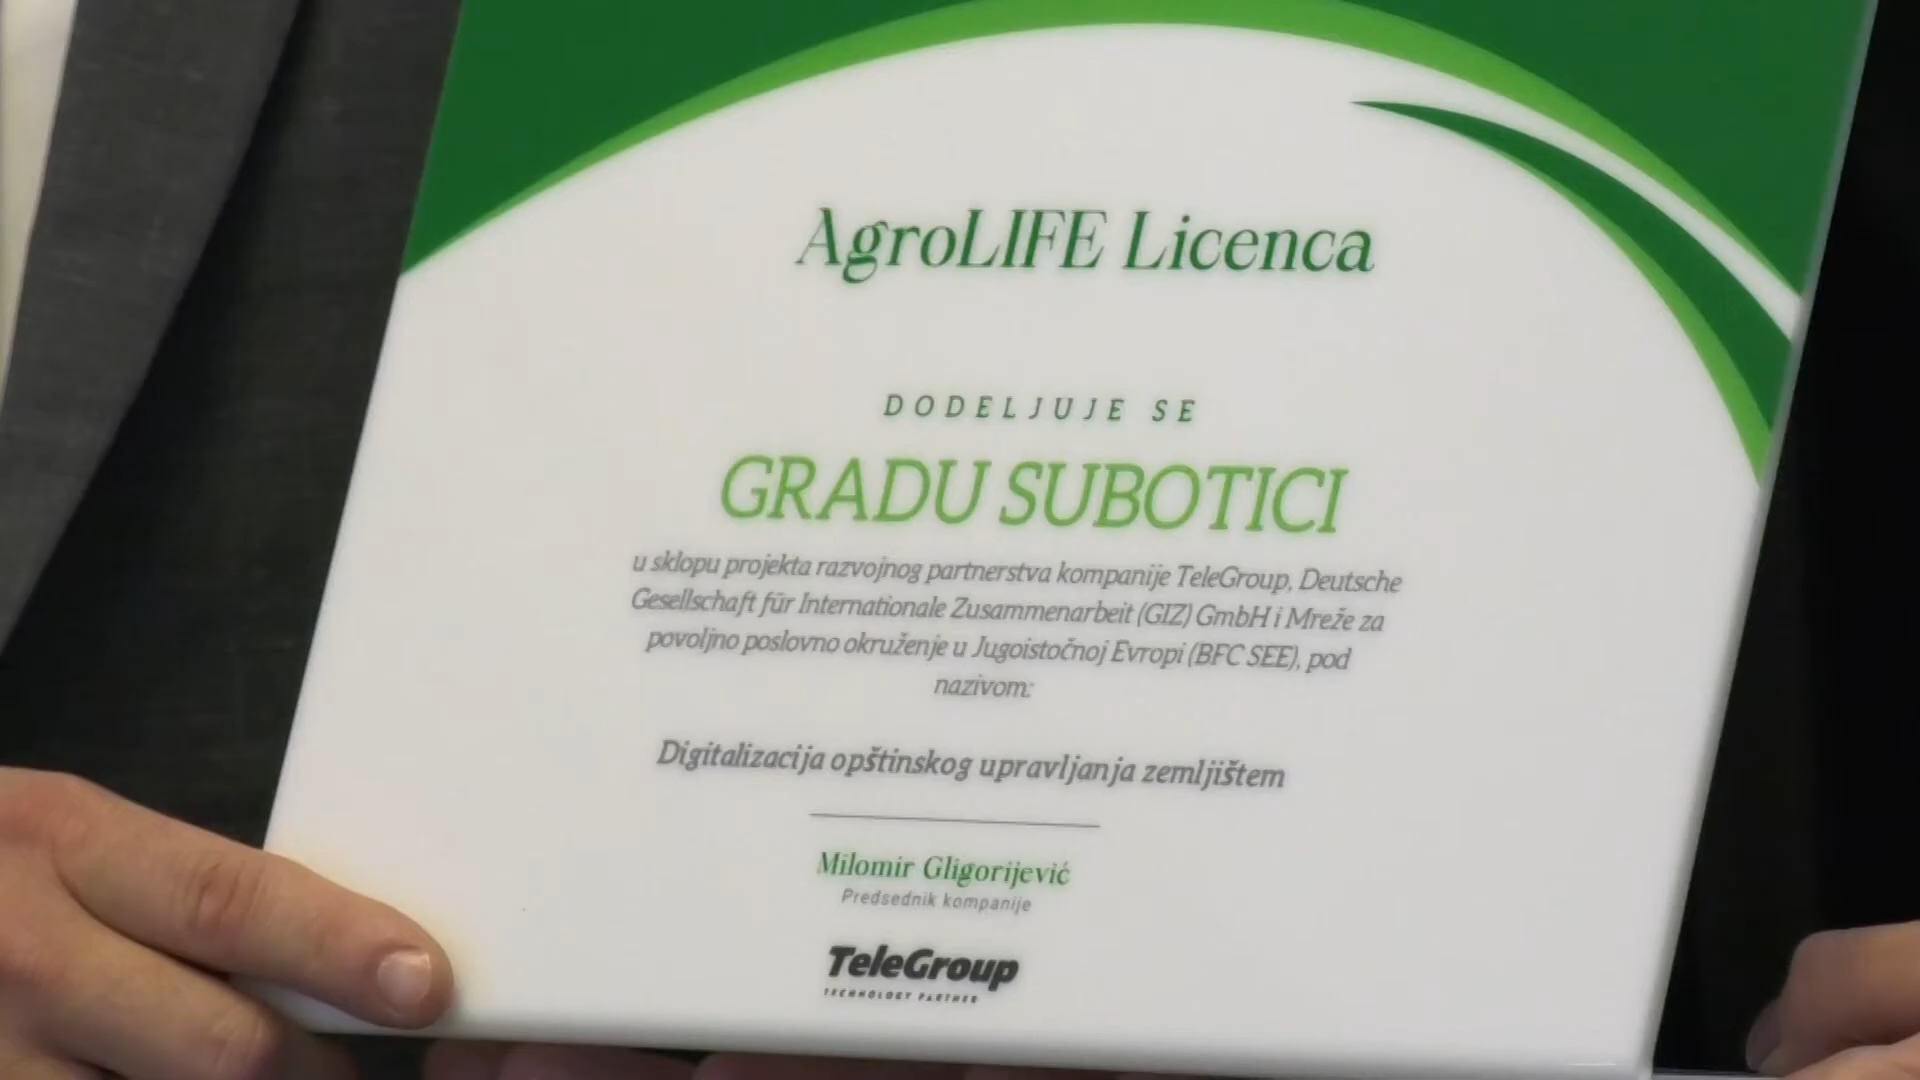 AgroLIFE Licenca
DODELJUJE SE
GRADU SUBOTICI
u sklopu projekta razvojnog partnerstva kompanije TeleGroup, Deutsche
Gesellschaft für Internationale Zusammenarbeit (GIZ) GmbH i Mreže za
povoljno poslovno okruženje u Jugoistočnoj Evropi (BFC SEE), pod
nazivom:
Digitalizacija opštinskog upravljanja zemljištem
Milomir Gligorijević
Predsednik kompanije
TeleGroup
TECHNOLOGY PARTNER